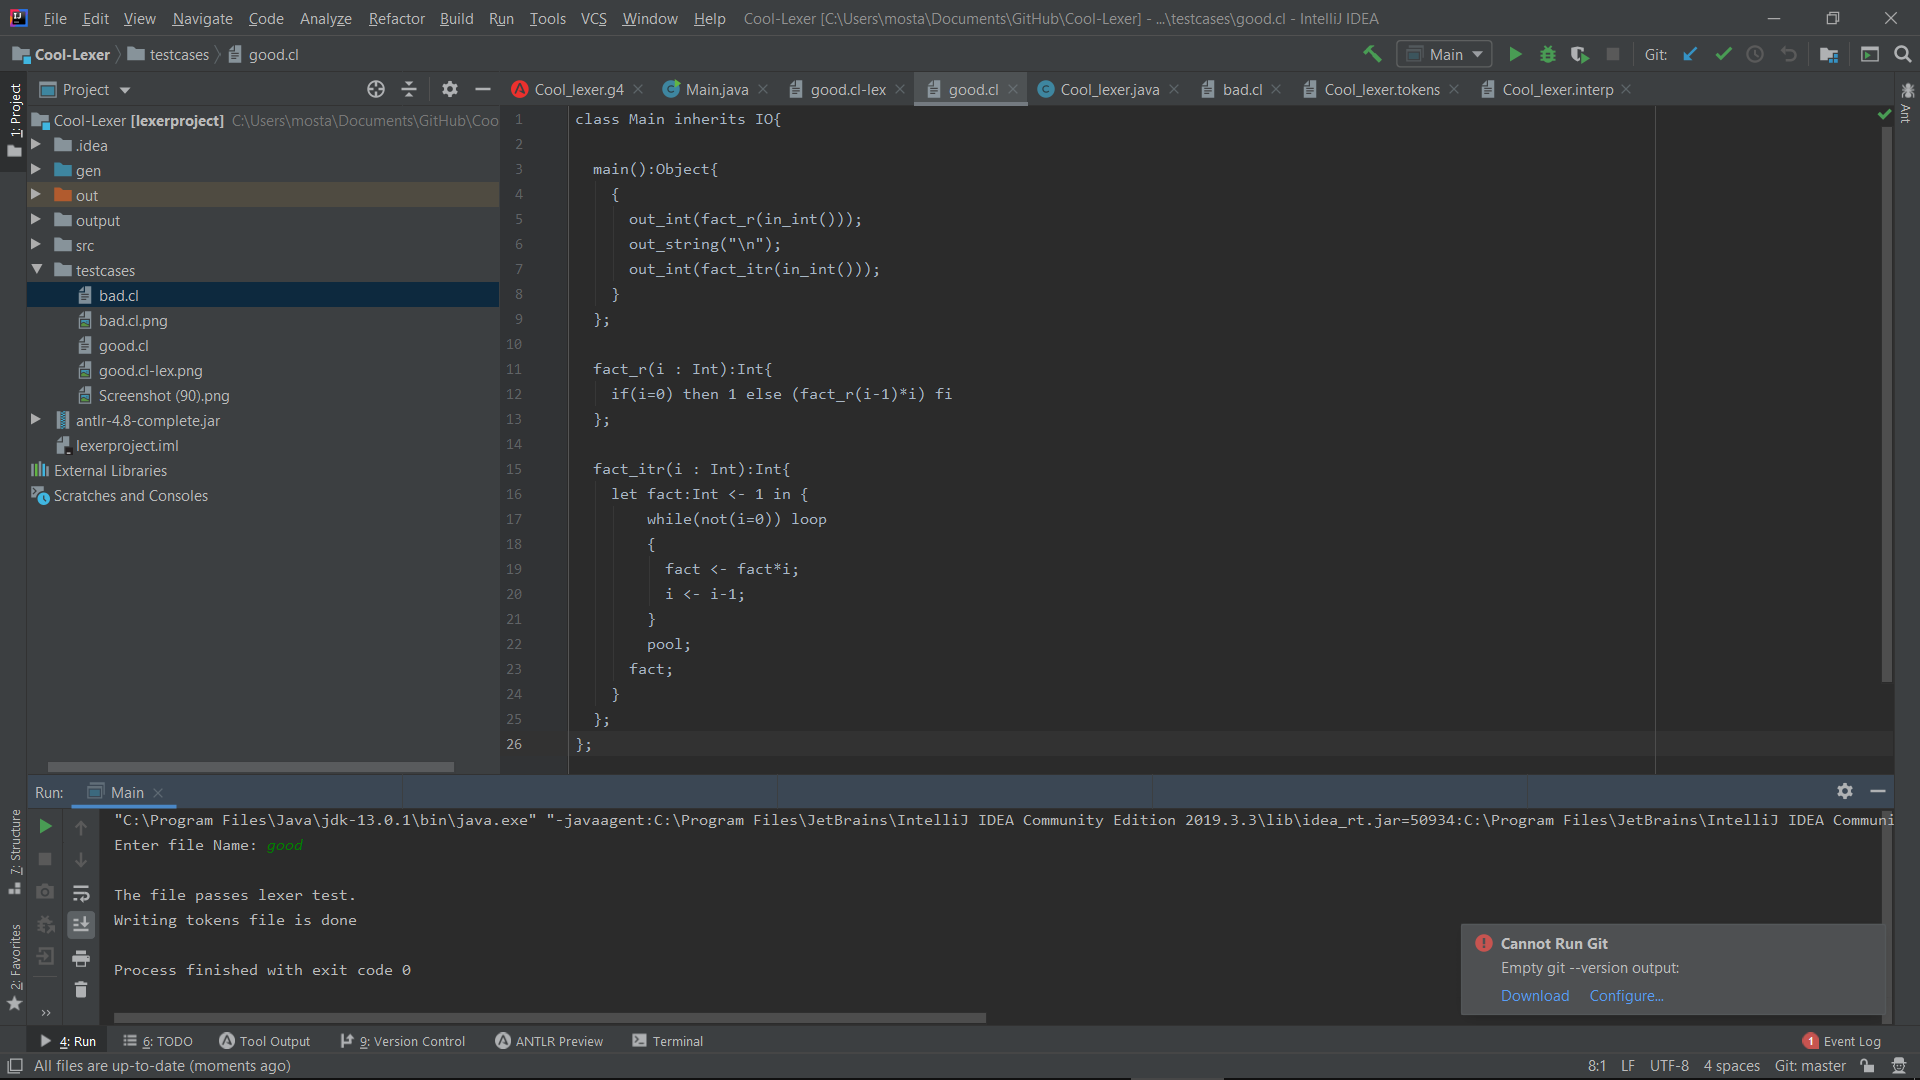 File Edit View Navigate Code Analyze Refactor Build Run Tools VCS Window Help Cool-Lexer [C:\Users\mosta\Documents\GitHub\Cool-Lexer] - ...\testcases\good.cl - IntelliJ IDEA
Cool-Lexer testcases good.cl Main Git:
Project Cool_lexer.g4 Main.java good.cl-lex good.cl Cool_lexer.java bad.cl Cool_lexer.tokens Cool_lexer.interp
1: Project
Ant
Cool-Lexer [lexerproject] C:\Users\mosta\Documents\GitHub\Coo
.idea
gen
out
output
src
testcases
bad.cl
bad.cl.png
good.cl
good.cl-lex.png
Screenshot (90).png
antlr-4.8-complete.jar
lexerproject.iml
External Libraries
Scratches and Consoles
1 class Main inherits IO{
2
3 main():Object{
4 {
5 out_int(fact_r(in_int()));
6 out_string("\n");
7 out_int(fact_itr(in_int()));
8 }
9 };
10
11 fact_r(i : Int):Int{
12 if(i=0) then 1 else (fact_r(i-1)*i) fi
13 };
14
15 fact_itr(i : Int):Int{
16 let fact:Int <- 1 in {
17 while(not(i=0)) loop
18 {
19 fact <- fact*i;
20 i <- i-1;
21 }
22 pool;
23 fact;
24 }
25 };
26 };
Run: Main
7: Structure
2: Favorites
"C:\Program Files\Java\jdk-13.0.1\bin\java.exe" "-javaagent:C:\Program Files\JetBrains\IntelliJ IDEA Community Edition 2019.3.3\lib\idea_rt.jar=50934:C:\Program Files\JetBrains\IntelliJ IDEA Communi
Enter file Name: good
The file passes lexer test.
Writing tokens file is done
Process finished with exit code 0
Cannot Run Git
Empty git --version output:
Download Configure...
4: Run 6: TODO Tool Output 9: Version Control ANTLR Preview Terminal 1 Event Log
All files are up-to-date (moments ago) 8:1 LF UTF-8 4 spaces Git: master